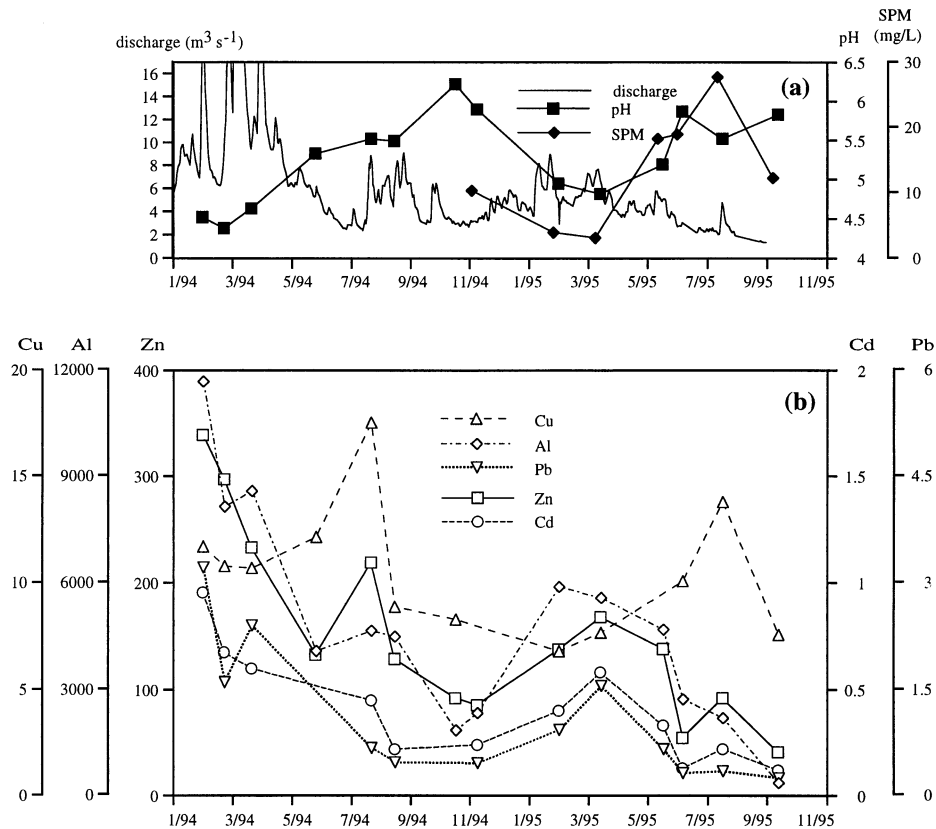 SPM
discharge (m3 s-1) pH (mg/L)
16 6.5 30
14 (a)
12 discharge 6
pH 20
10 SPM 5.5
8
6 5 10
4 4.5
2
0 4 0
1/94 3/94 5/94 7/94 9/94 11/94 1/95 3/95 5/95 7/95 9/95 11/95
Cu Al Zn Cd Pb
20 12000 400 2 6
(b)
Cu
Al
15 9000 300 Pb 1.5 4.5
Zn
Cd
10 6000 200 1 3
5 3000 100 0.5 1.5
0 0 0 0 0
1/94 3/94 5/94 7/94 9/94 11/94 1/95 3/95 5/95 7/95 9/95 11/95